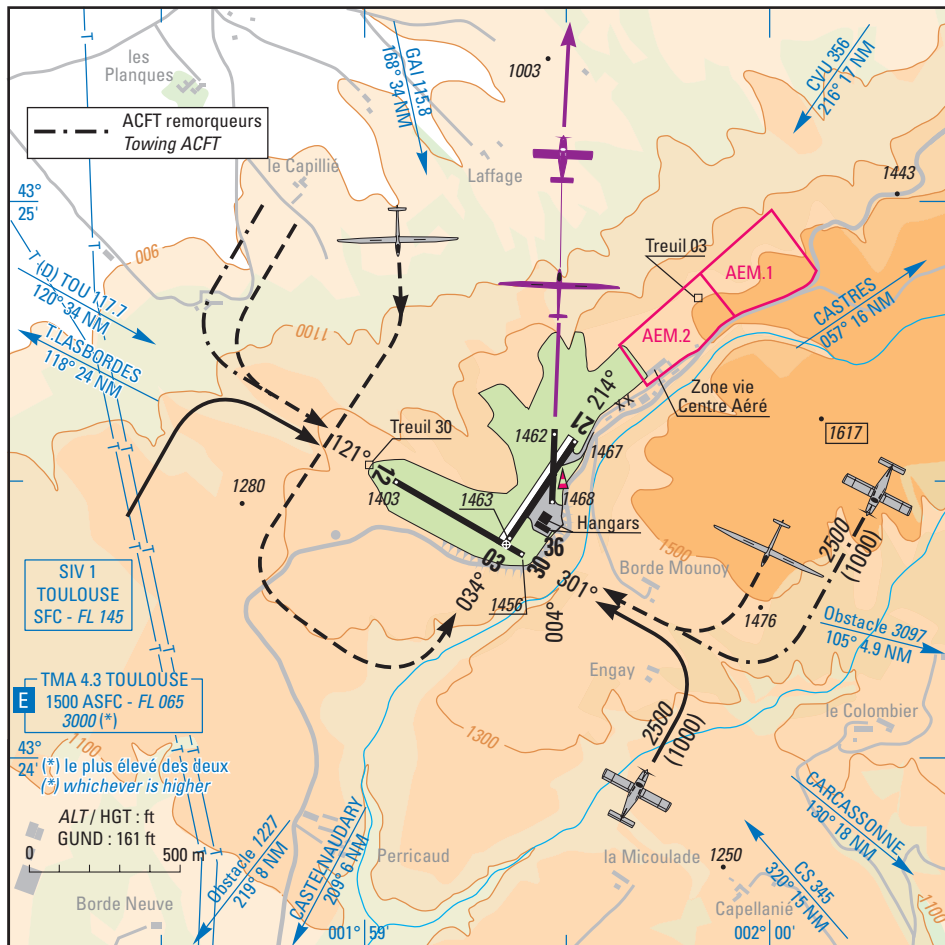 les
Planques
ACFT remorqueurs
Towing ACFT
GAI 115.8
168° 34 NM
1003
CVU 356
216° 17 NM
le Capillié
Laffage
1443
43°
25'
900
Treuil 03
AEM.1
(D) TOU 117.7
120° 34 NM
T.LASBORDES
118° 24 NM
1100
AEM.2
CASTRES
057° 16 NM
Zone vie
Centre Aéré
xx
214°
21
Treuil 30
121°
12
1462
1467
1617
1403
1280
1463
1468
Hangars
03
36
30
301°
034°
1456
004°
1500
Borde Mounoy
2500
(1000)
1476
Obstacle 3097
105° 4.9 NM
SIV 1
TOULOUSE
SFC - FL 145
E
TMA 4.3 TOULOUSE
1500 ASFC - FL 065
3000 (*)
Engay
le Colombier
1300
2500
(1000)
43°
24'
1100
(*) le plus élevé des deux
(*) whichever is higher
ALT / HGT : ft
GUND : 161 ft
0
500 m
Obstacle 1227
219° 8 NM
CASTELNAUDARY
209° 6 NM
Perricaud
la Micoulade
1250
CARCASSONNE
130° 18 NM
CS 345
320° 15 NM
Capellanié
1100
Borde Neuve
001° 59'
002° 00'
T
T
T
T
T
T
T
T
T
T